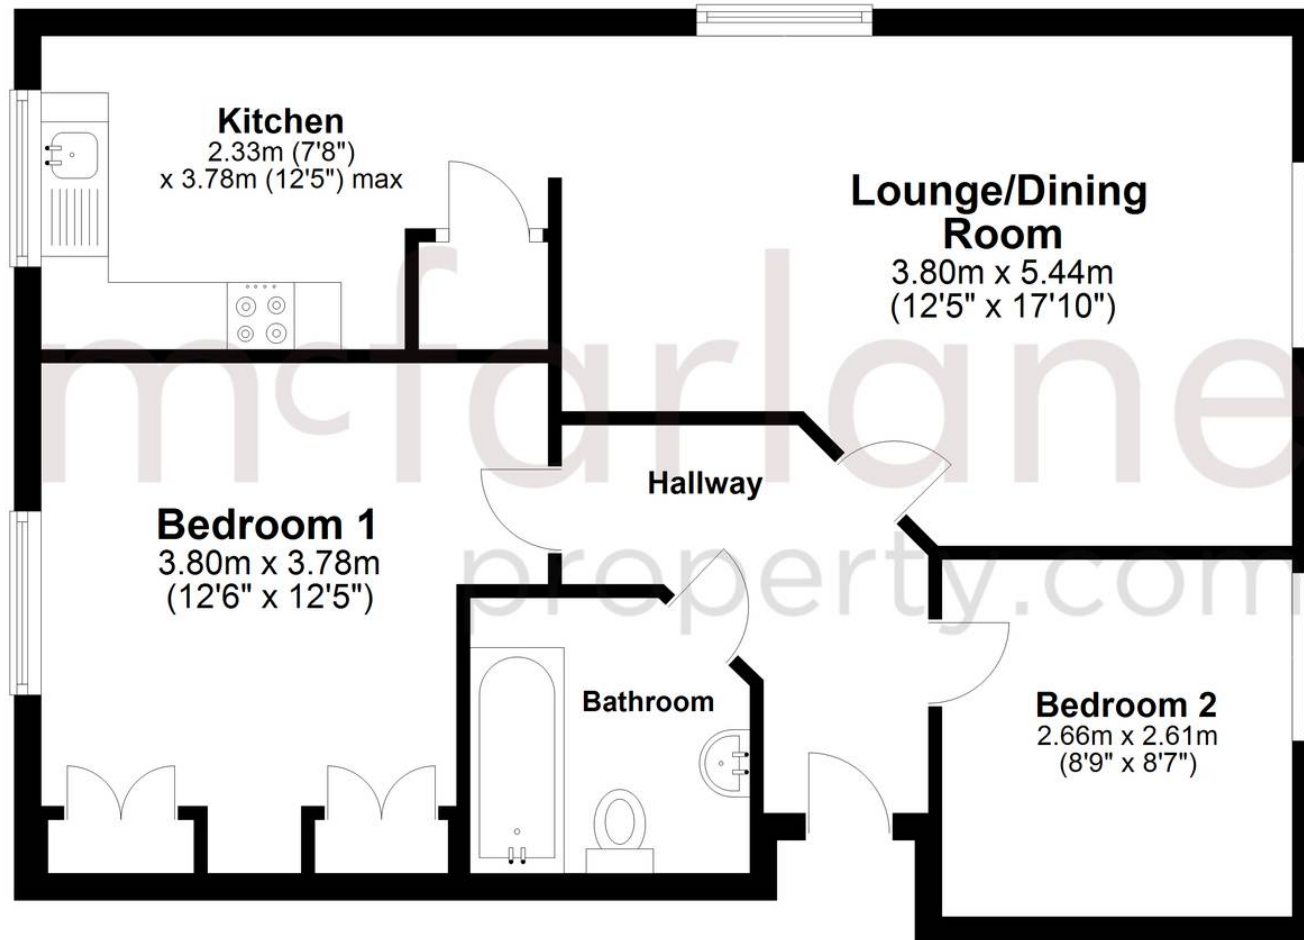 Kitchen
2.33m (7'8")
x 3.78m (12'5") max
Lounge/Dining
Room
3.80m x 5.44m
(12'5" x 17'10")
mcfarlane
property.com
Hallway
Bedroom 1
3.80m x 3.78m
(12'6" x 12'5")
Bathroom
Bedroom 2
2.66m x 2.61m
(8'9" x 8'7")